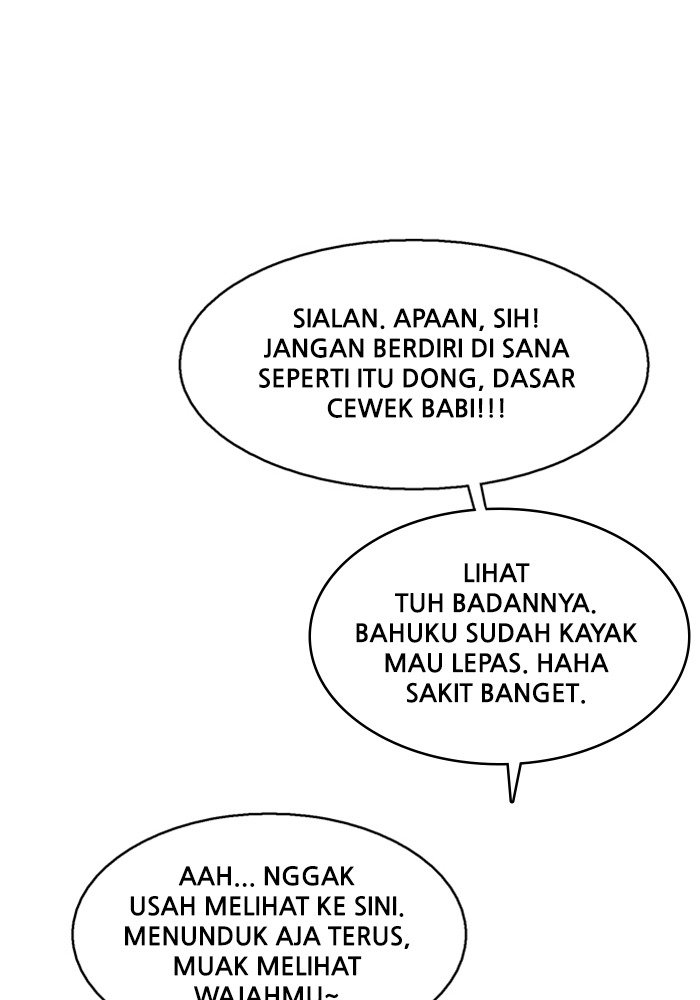 SIALAN. APAAN, SIH!
JANGAN BERDIRI DI SANA
SEPERTI ITU DONG, DASAR
CEWEK BABI!!!
LIHAT
TUH BADANNYA.
BAHUKU SUDAH KAYAK
MAU LEPAS. HAHA
SAKIT BANGET.
AAH... NGGAK
USAH MELIHAT KE SINI.
MENUNDUK AJA TERUS,
MUAK MELIHAT
WAJAHMU~